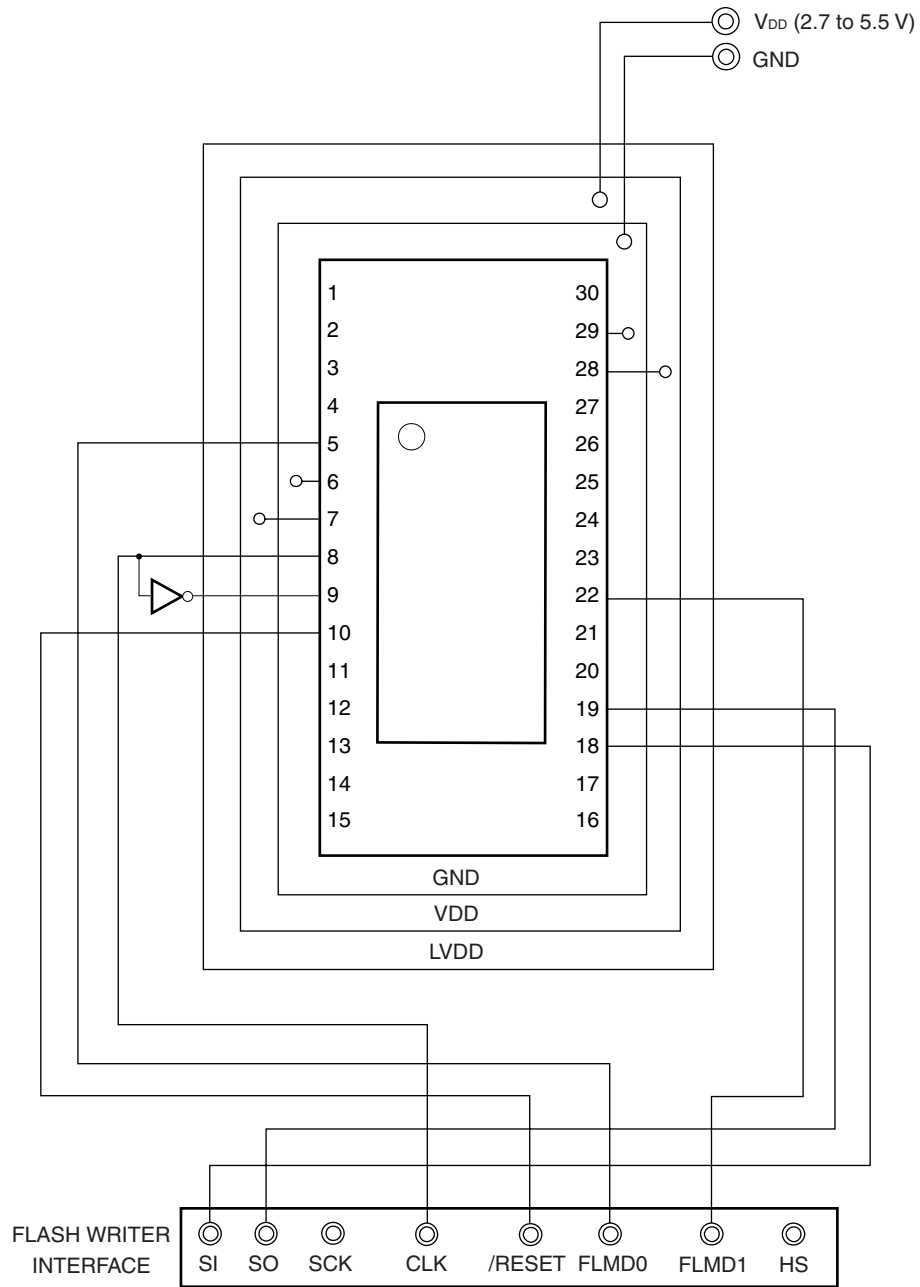 VDD (2.7 to 5.5 V)
GND
1 30
2 29
3 28
4 27
5 26
6 25
7 24
8 23
9 22
10 21
11 20
12 19
13 18
14 17
15 16
GND
VDD
LVDD
FLASH WRITER
INTERFACE
SI SO SCK CLK /RESET FLMD0 FLMD1 HS